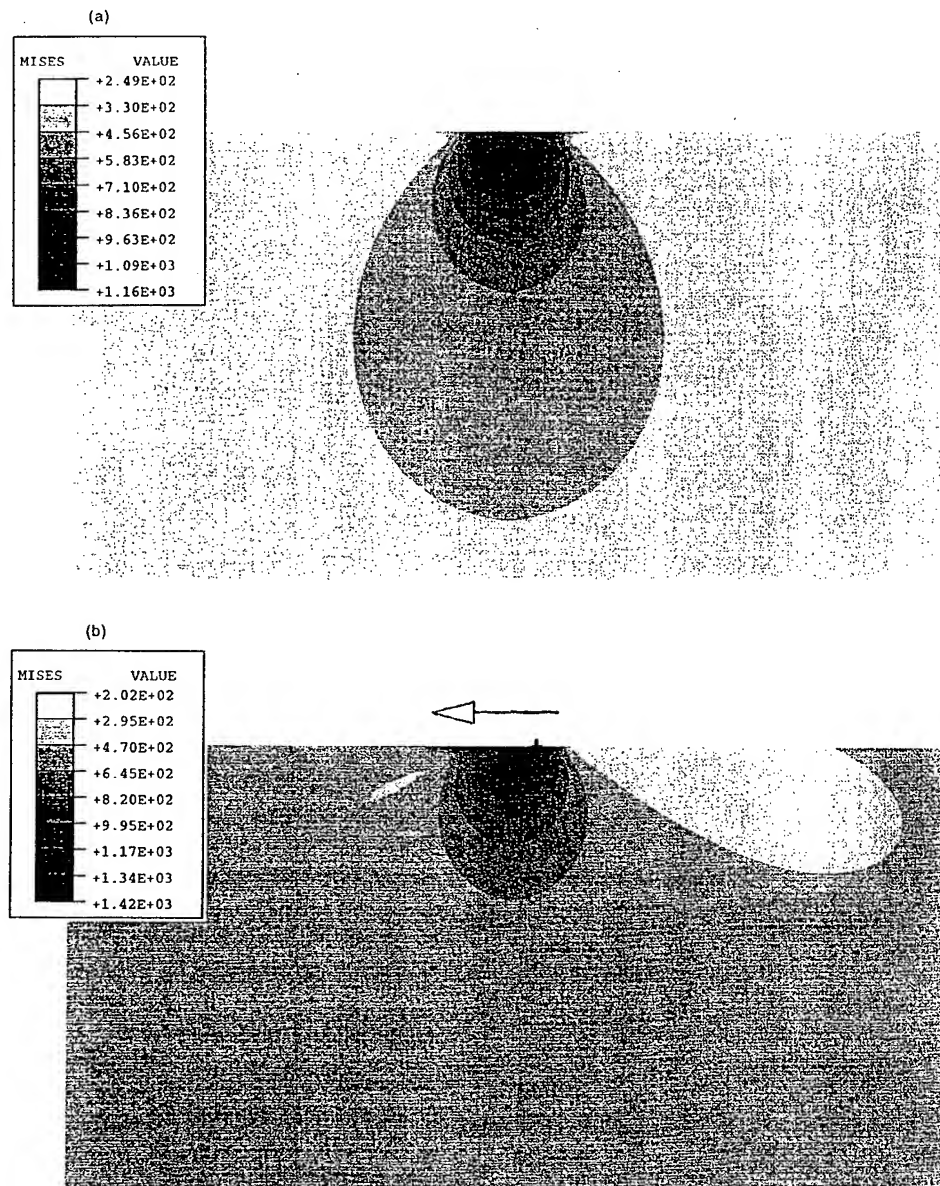 (a)
MISES VALUE
+2.49E+02
+3.30E+02
+4.56E+02
+5.83E+02
+7.10E+02
+8.36E+02
+9.63E+02
+1.09E+03
+1.16E+03
(b)
MISES VALUE
+2.02E+02
+2.95E+02
+4.70E+02
+6.45E+02
+8.20E+02
+9.95E+02
+1.17E+03
+1.34E+03
+1.42E+03